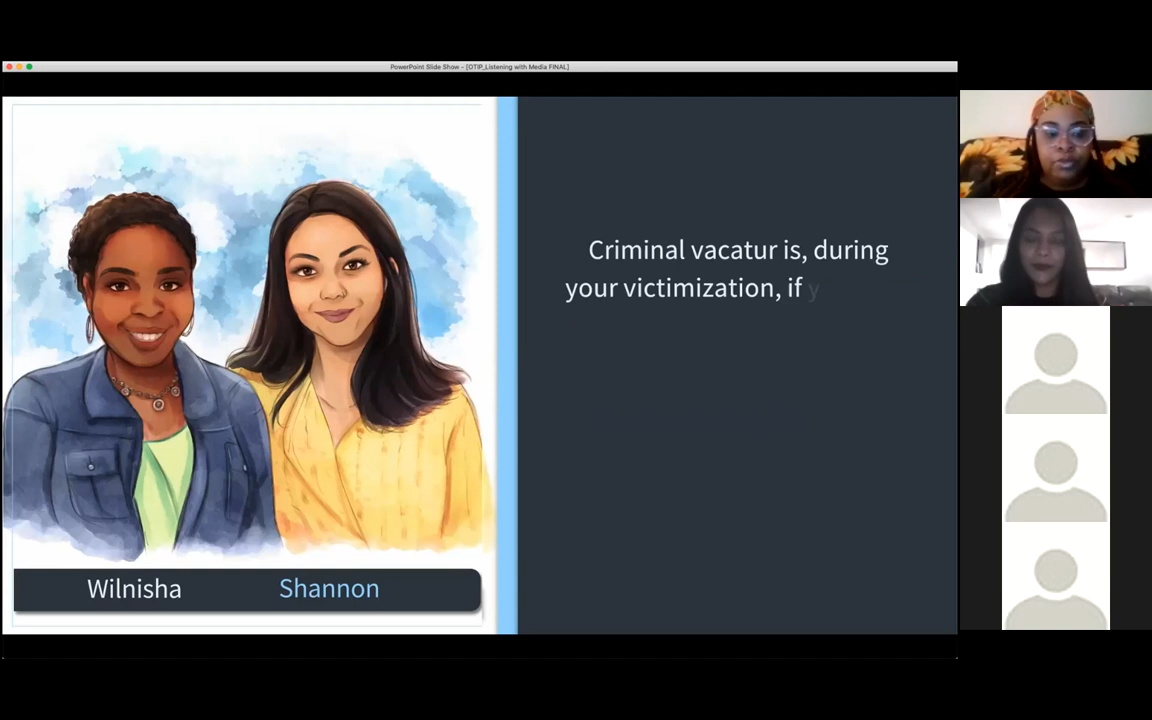 PowerPoint Slide Show - [OTIP_Listening with Media FINAL]
Criminal vacatur is, during
your victimization, if y
Wilnisha
Shannon